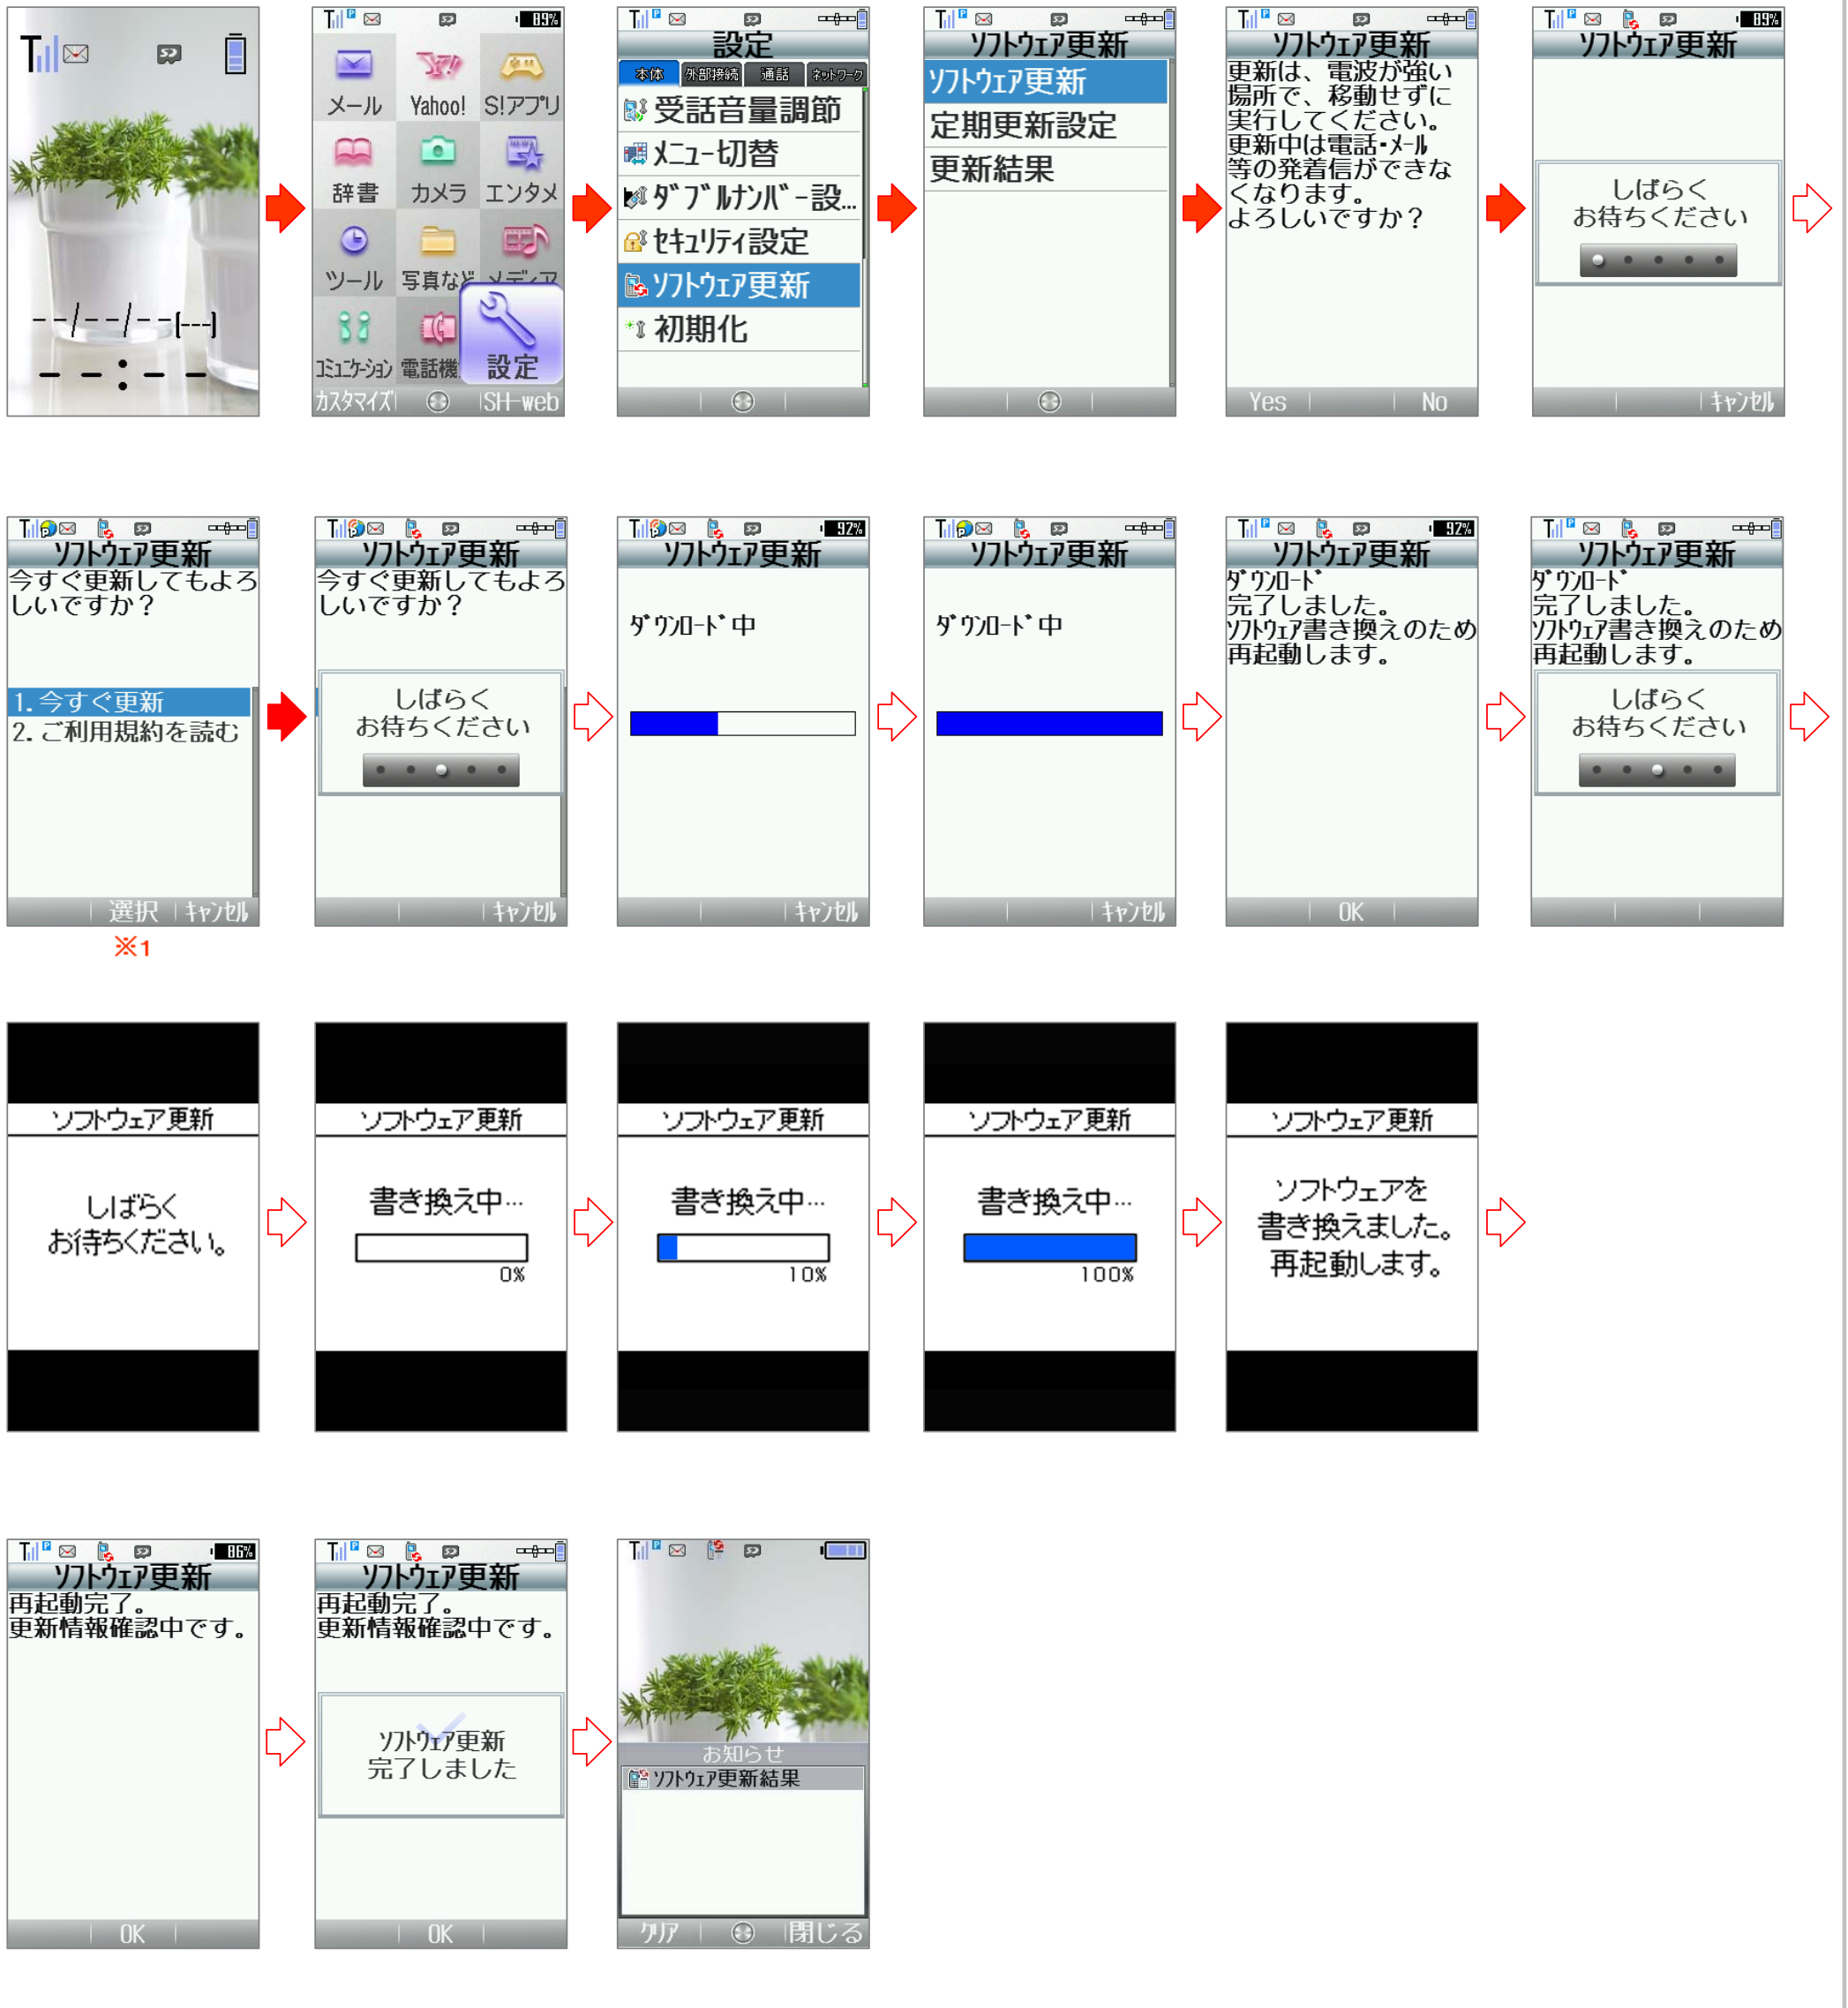 --/--/--(---)
--:--
89%
メール
Yahoo!
S!アプリ
辞書
カメラ
エンタメ
ツール
写真など
メディア
コミュニケーション
電話機
設定
カスタマイズ
SH-web
設定
本体
外部接続
通話
ネットワーク
受話音量調節
メニュー切替
ダブルナンバー設...
セキュリティ設定
ソフトウェア更新
初期化
ソフトウェア更新
ソフトウェア更新
定期更新設定
更新結果
ソフトウェア更新
更新は、電波が強い
場所で、移動せずに
実行してください。
更新中は電話・メール
等の発着信ができな
くなります。
よろしいですか？
Yes
No
89%
ソフトウェア更新
しばらく
お待ちください
キャンセル
ソフトウェア更新
今すぐ更新してもよろ
しいですか？
1.今すぐ更新
2.ご利用規約を読む
選択
キャンセル
※1
ソフトウェア更新
今すぐ更新してもよろ
しいですか？
しばらく
お待ちください
キャンセル
92%
ソフトウェア更新
ダウンロード中
キャンセル
ソフトウェア更新
ダウンロード中
キャンセル
92%
ソフトウェア更新
ダウンロード
完了しました。
ソフトウェア書き換えのため
再起動します。
OK
ソフトウェア更新
ダウンロード
完了しました。
ソフトウェア書き換えのため
再起動します。
しばらく
お待ちください
ソフトウェア更新
しばらく
お待ちください。
ソフトウェア更新
書き換え中…
0%
ソフトウェア更新
書き換え中…
10%
ソフトウェア更新
書き換え中…
100%
ソフトウェア更新
ソフトウェアを
書き換えました。
再起動します。
86%
ソフトウェア更新
再起動完了。
更新情報確認中です。
OK
ソフトウェア更新
再起動完了。
更新情報確認中です。
ソフトウェア更新
完了しました
OK
お知らせ
ソフトウェア更新結果
クリア
閉じる